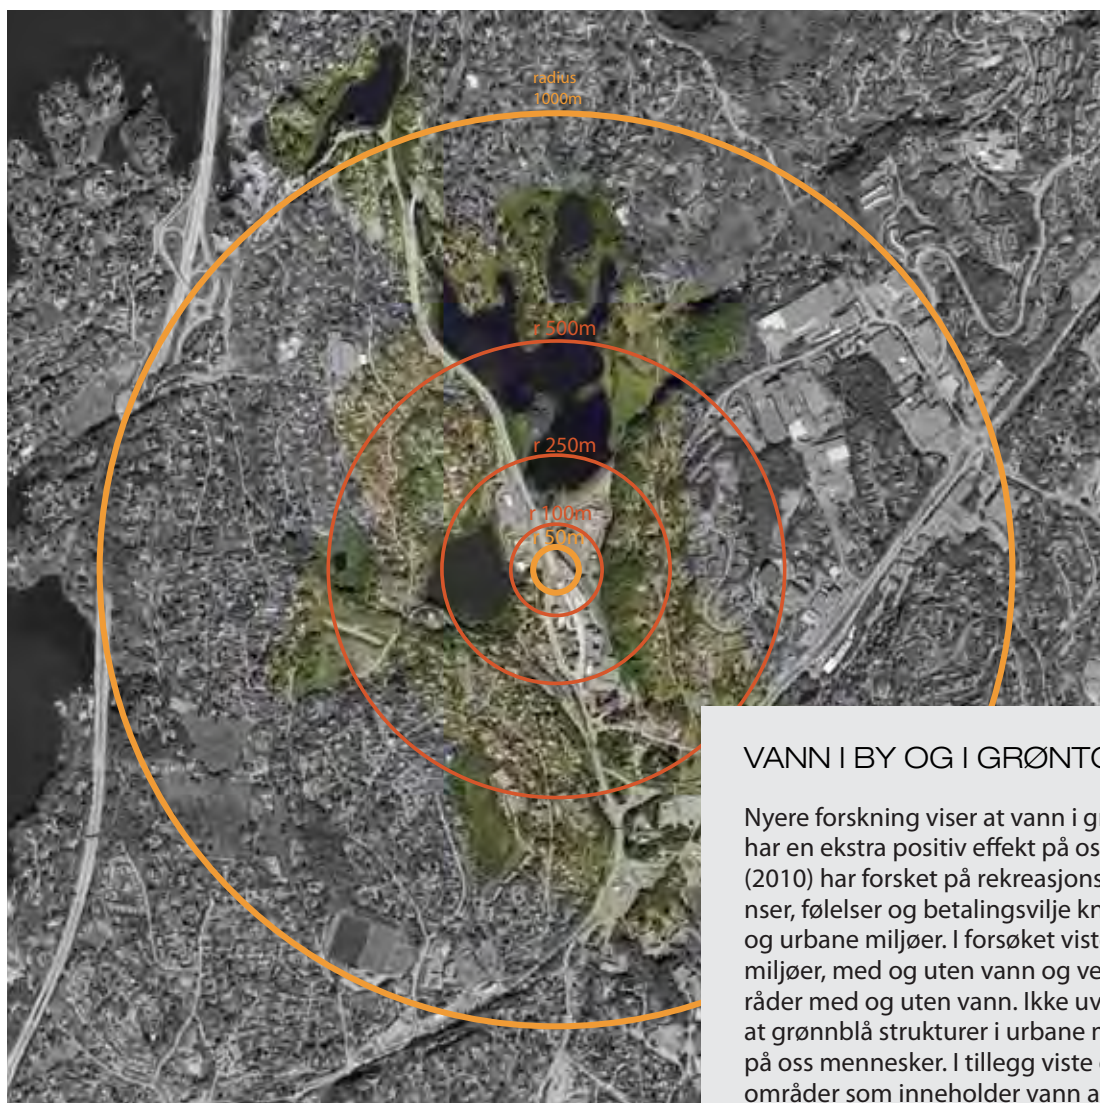 radius
1000m
r 500m
r 250m
r 100m
r 50m
VANN I BY OG I GRØNTO
Nyere forskning viser at vann i gr
har en ekstra positiv effekt på os
(2010) har forsket på rekreasjons
nser, følelser og betalingsvilje kn
og urbane miljøer. I forsøket viste
miljøer, med og uten vann og ve
råder med og uten vann. Ikke uv
at grønnblå strukturer i urbane m
på oss mennesker. I tillegg viste
områder som inneholder vann a